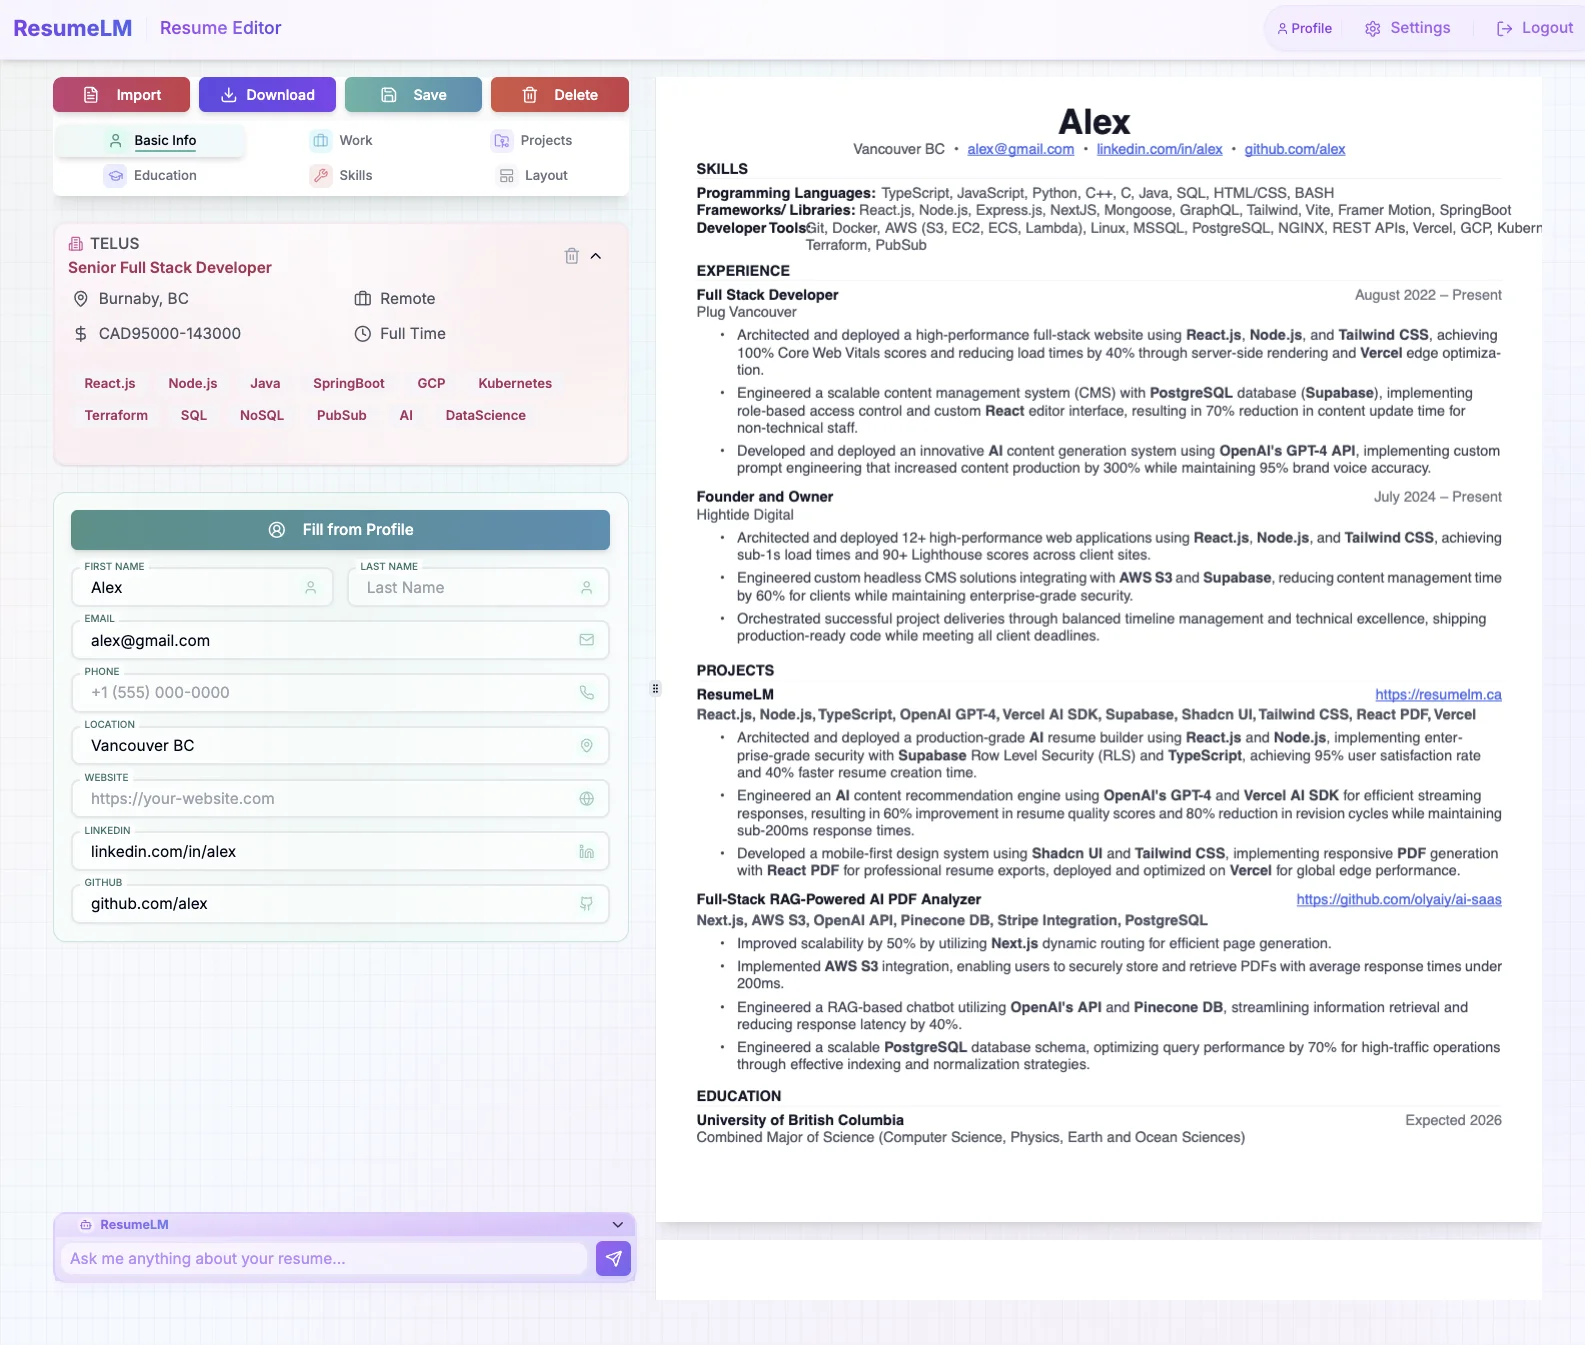 ResumeLM
Resume Editor
Profile
Settings
Logout
Import
Download
Save
Delete
Basic Info
Work
Projects
Education
Skills
Layout
TELUS
Senior Full Stack Developer
Burnaby, BC
Remote
CAD95000-143000
Full Time
React.js Node.js Java SpringBoot GCP Kubernetes
Terraform SQL NoSQL PubSub AI DataScience
Fill from Profile
FIRST NAME
Alex
LAST NAME
Last Name
EMAIL
alex@gmail.com
PHONE
+1 (555) 000-0000
LOCATION
Vancouver BC
WEBSITE
https://your-website.com
LINKEDIN
linkedin.com/in/alex
GITHUB
github.com/alex
ResumeLM
Ask me anything about your resume...
Alex
Vancouver BC • alex@gmail.com • linkedin.com/in/alex • github.com/alex
SKILLS
Programming Languages: TypeScript, JavaScript, Python, C++, C, Java, SQL, HTML/CSS, BASH
Frameworks/ Libraries: React.js, Node.js, Express.js, NextJS, Mongoose, GraphQL, Tailwind, Vite, Framer Motion, SpringBoot
Developer Tools: Git, Docker, AWS (S3, EC2, ECS, Lambda), Linux, MSSQL, PostgreSQL, NGINX, REST APIs, Vercel, GCP, Kubern
Terraform, PubSub
EXPERIENCE
Full Stack Developer
August 2022 – Present
Plug Vancouver
• Architected and deployed a high-performance full-stack website using React.js, Node.js, and Tailwind CSS, achieving
100% Core Web Vitals scores and reducing load times by 40% through server-side rendering and Vercel edge optimiza-
tion.
• Engineered a scalable content management system (CMS) with PostgreSQL database (Supabase), implementing
role-based access control and custom React editor interface, resulting in 70% reduction in content update time for
non-technical staff.
• Developed and deployed an innovative AI content generation system using OpenAI's GPT-4 API, implementing custom
prompt engineering that increased content production by 300% while maintaining 95% brand voice accuracy.
Founder and Owner
July 2024 – Present
Hightide Digital
• Architected and deployed 12+ high-performance web applications using React.js, Node.js, and Tailwind CSS, achieving
sub-1s load times and 90+ Lighthouse scores across client sites.
• Engineered custom headless CMS solutions integrating with AWS S3 and Supabase, reducing content management time
by 60% for clients while maintaining enterprise-grade security.
• Orchestrated successful project deliveries through balanced timeline management and technical excellence, shipping
production-ready code while meeting all client deadlines.
PROJECTS
ResumeLM
https://resumelm.ca
React.js, Node.js, TypeScript, OpenAI GPT-4, Vercel AI SDK, Supabase, Shadcn UI, Tailwind CSS, React PDF, Vercel
• Architected and deployed a production-grade AI resume builder using React.js and Node.js, implementing enter-
prise-grade security with Supabase Row Level Security (RLS) and TypeScript, achieving 95% user satisfaction rate
and 40% faster resume creation time.
• Engineered an AI content recommendation engine using OpenAI's GPT-4 and Vercel AI SDK for efficient streaming
responses, resulting in 60% improvement in resume quality scores and 80% reduction in revision cycles while maintaining
sub-200ms response times.
• Developed a mobile-first design system using Shadcn UI and Tailwind CSS, implementing responsive PDF generation
with React PDF for professional resume exports, deployed and optimized on Vercel for global edge performance.
Full-Stack RAG-Powered AI PDF Analyzer
https://github.com/olyaiy/ai-saas
Next.js, AWS S3, OpenAI API, Pinecone DB, Stripe Integration, PostgreSQL
• Improved scalability by 50% by utilizing Next.js dynamic routing for efficient page generation.
• Implemented AWS S3 integration, enabling users to securely store and retrieve PDFs with average response times under
200ms.
• Engineered a RAG-based chatbot utilizing OpenAI's API and Pinecone DB, streamlining information retrieval and
reducing response latency by 40%.
• Engineered a scalable PostgreSQL database schema, optimizing query performance by 70% for high-traffic operations
through effective indexing and normalization strategies.
EDUCATION
University of British Columbia
Expected 2026
Combined Major of Science (Computer Science, Physics, Earth and Ocean Sciences)